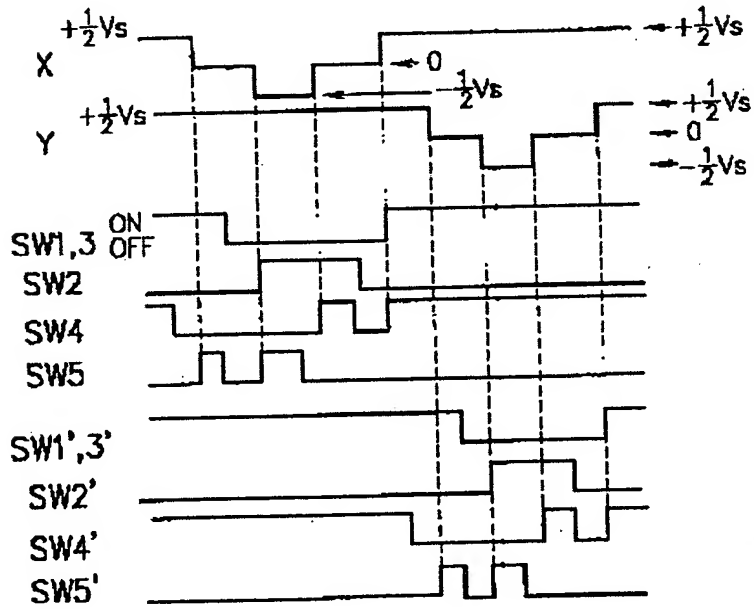 +½Vs
X
+½Vs
0
-½Vs
+½Vs
Y
+½Vs
0
-½Vs
ON
SW1,3 OFF
SW2
SW4
SW5
SW1',3'
SW2'
SW4'
SW5'